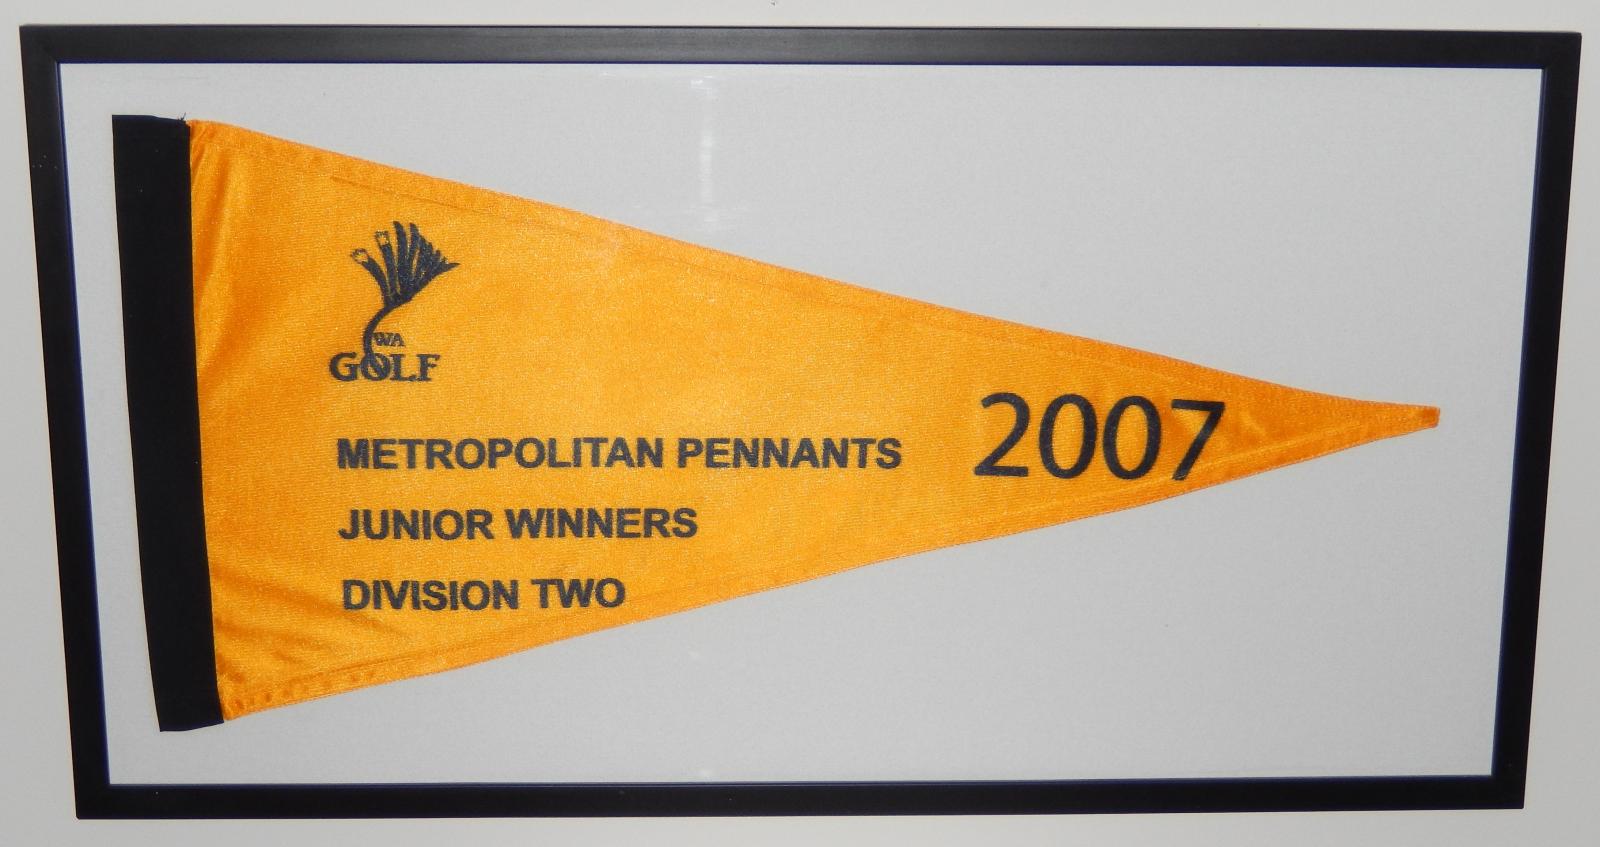 WA
GOLF
METROPOLITAN PENNANTS
2007
JUNIOR WINNERS
DIVISION TWO